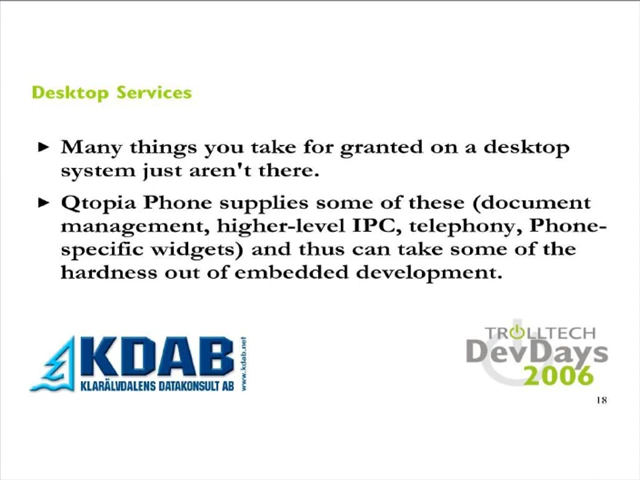 Desktop Services
► Many things you take for granted on a desktop
system just aren't there.
► Qtopia Phone supplies some of these (document
management, higher-level IPC, telephony, Phone-
specific widgets) and thus can take some of the
hardness out of embedded development.
KDAB
KLARÄLVDALENS DATAKONSULT AB
www.kdab.net
TROLLTECH
DevDays
2006
18